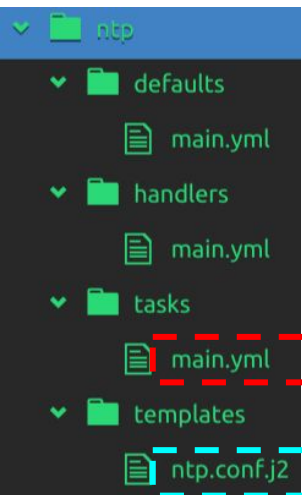 ntp
defaults
main.yml
handlers
main.yml
tasks
main.yml
templates
ntp.conf.j2